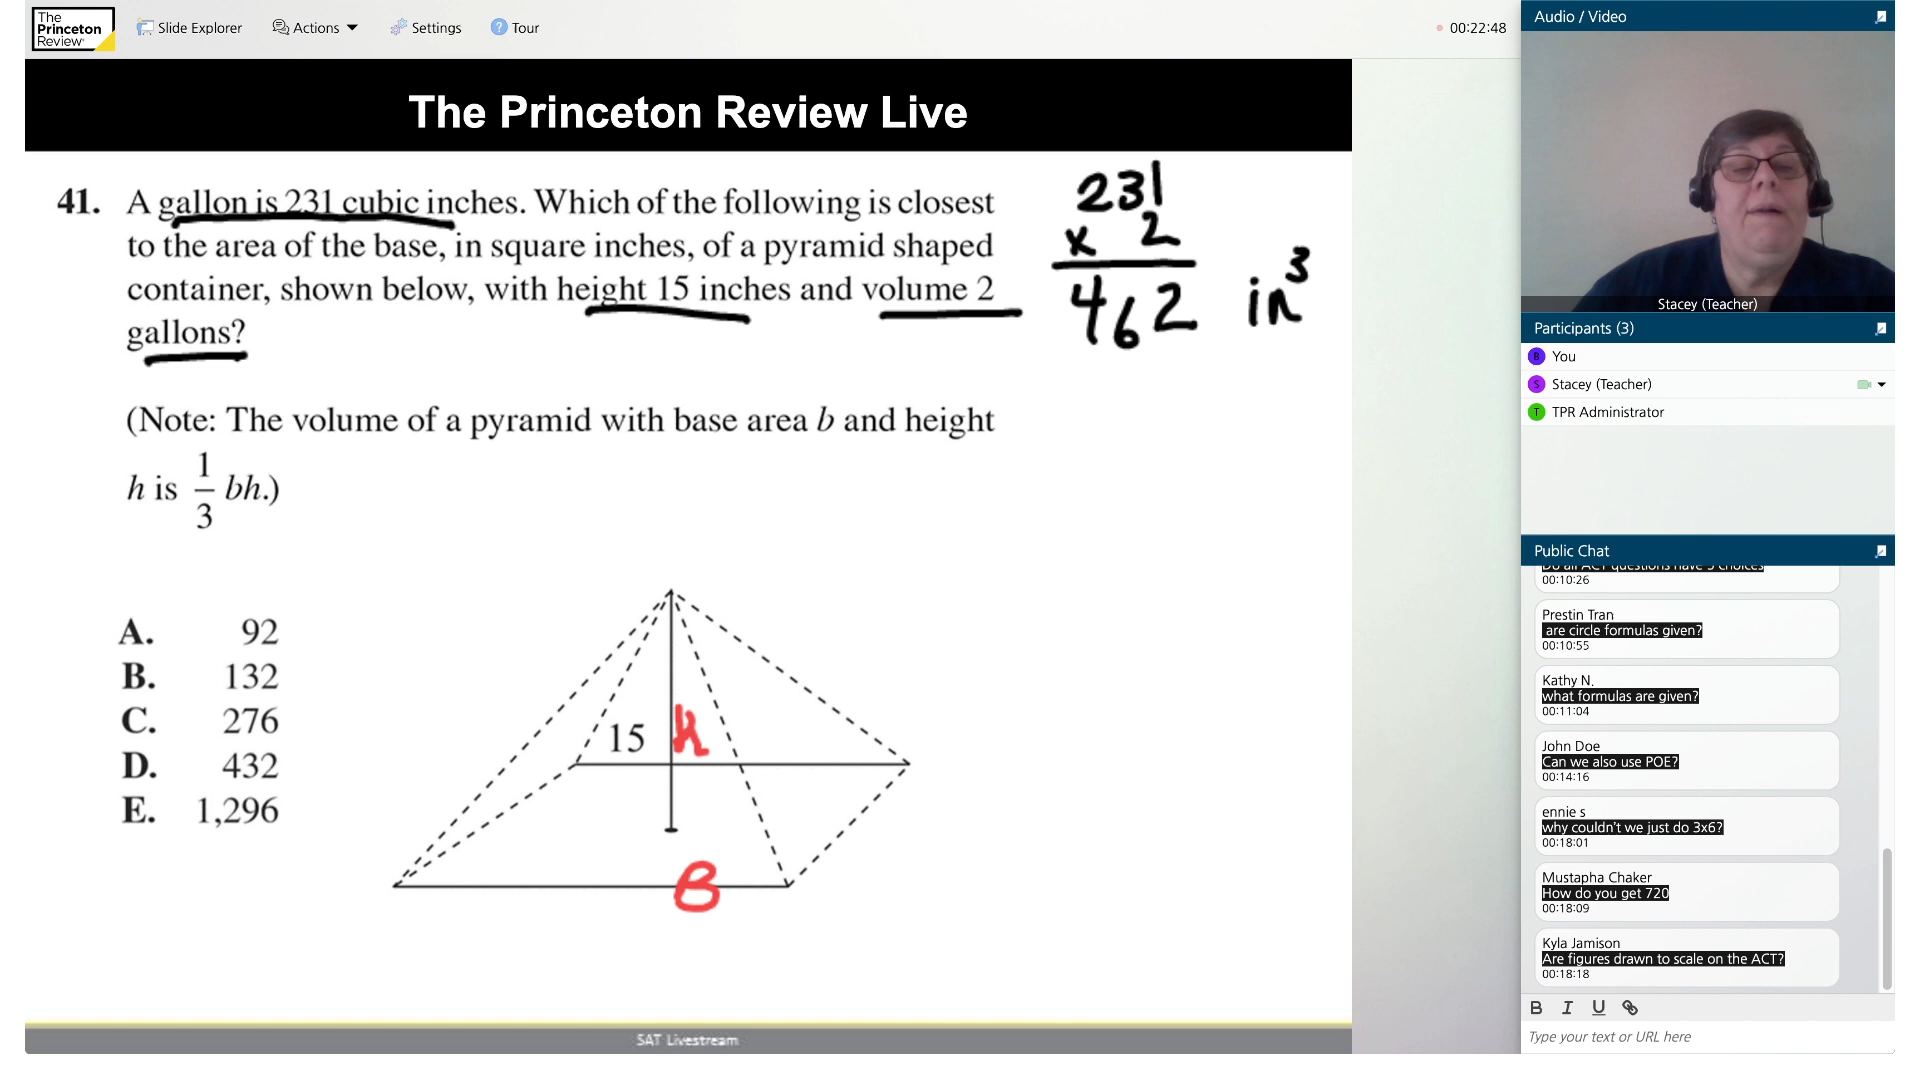 The
Princeton
Review
Slide Explorer
Actions
Settings
Tour
00:22:48
The Princeton Review Live
41. A gallon is 231 cubic inches. Which of the following is closest
to the area of the base, in square inches, of a pyramid shaped
container, shown below, with height 15 inches and volume 2
gallons?
231
x 2
462 in³
(Note: The volume of a pyramid with base area b and height
h is 1/3 bh.)
A. 92
B. 132
C. 276
D. 432
E. 1,296
15 h
B
SAT Livestream
Audio / Video
Stacey (Teacher)
Participants (3)
B You
S Stacey (Teacher)
T TPR Administrator
Public Chat
Do all ACT questions have 5 choices
00:10:26
Prestin Tran
are circle formulas given?
00:10:55
Kathy N.
what formulas are given?
00:11:04
John Doe
Can we also use POE?
00:14:16
ennie s
why couldn't we just do 3x6?
00:18:01
Mustapha Chaker
How do you get 720
00:18:09
Kyla Jamison
Are figures drawn to scale on the ACT?
00:18:18
B I U
Type your text or URL here